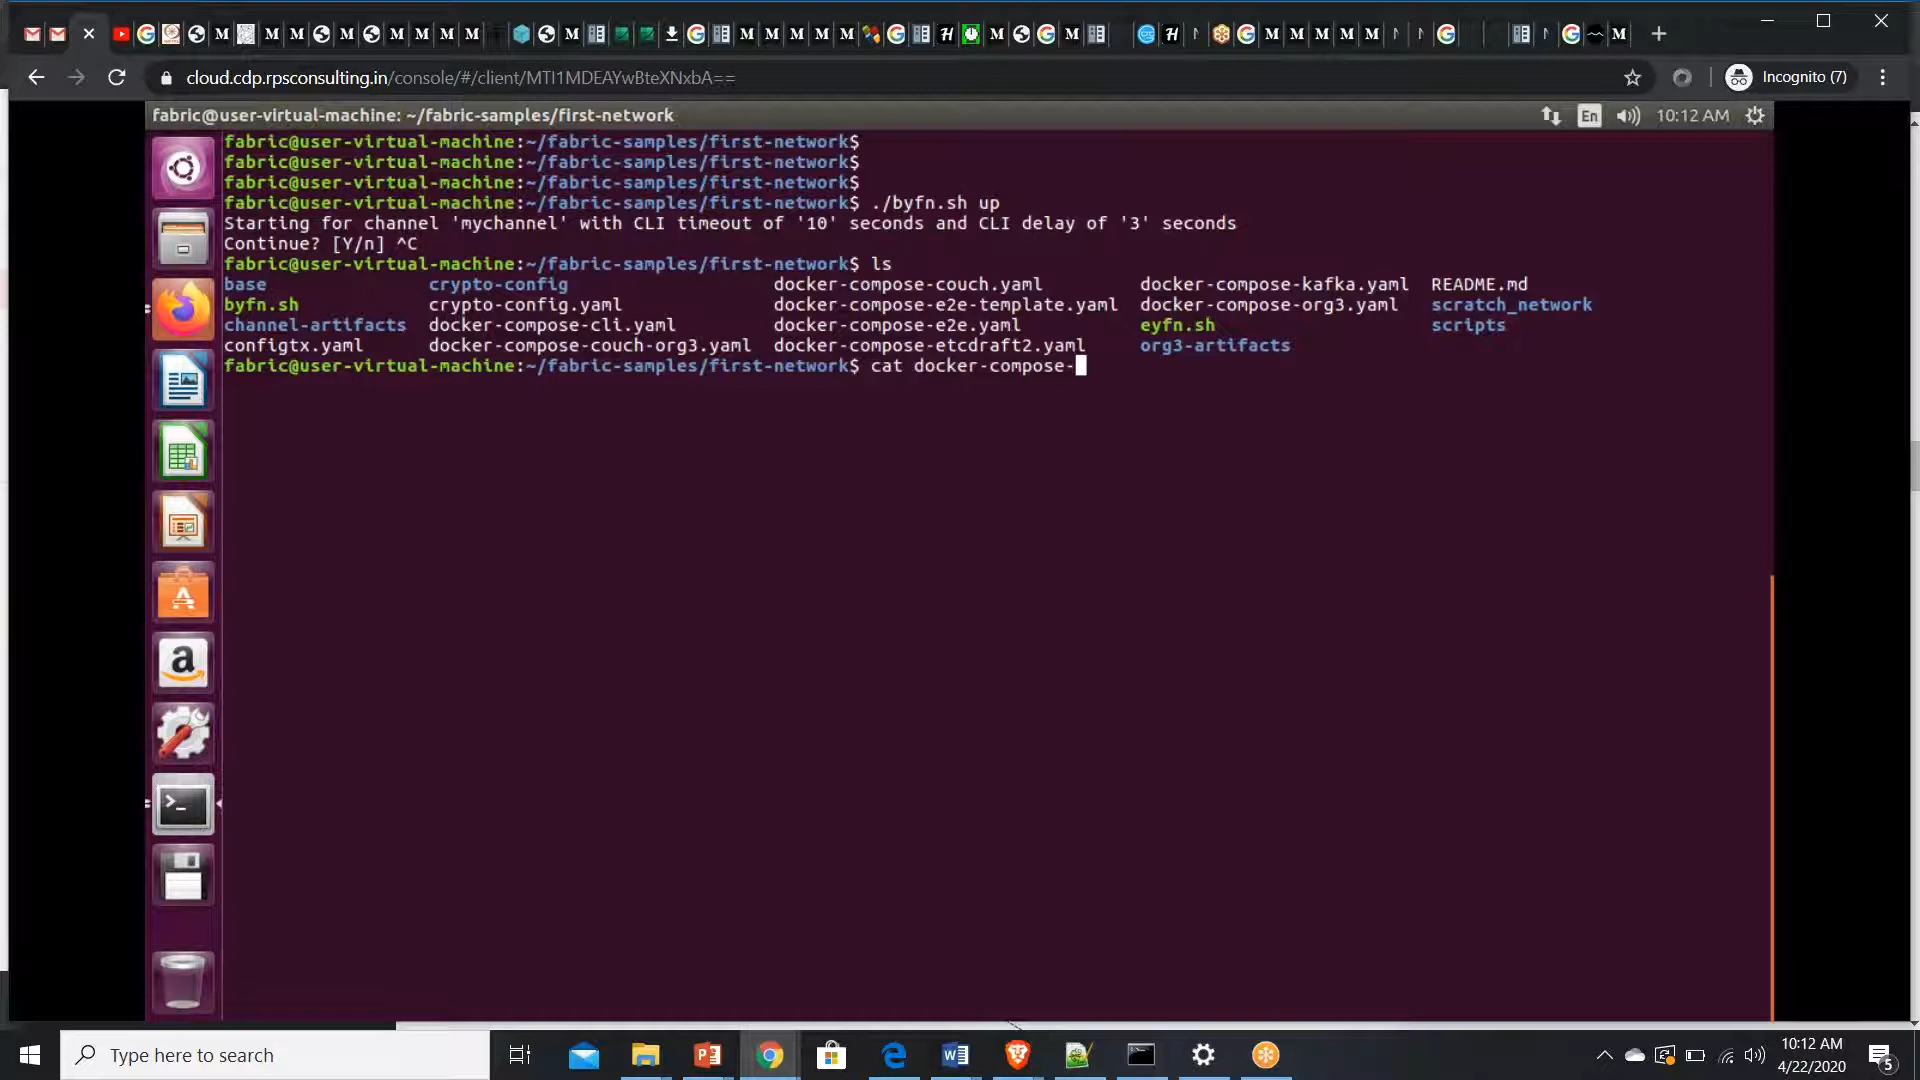 cloud.cdp.rpsconsulting.in/console/#/client/MTI1MDEAYwBteXNxbA==
Incognito (7)
fabric@user-virtual-machine: ~/fabric-samples/first-network
En
10:12 AM
fabric@user-virtual-machine:~/fabric-samples/first-network$
fabric@user-virtual-machine:~/fabric-samples/first-network$
fabric@user-virtual-machine:~/fabric-samples/first-network$
fabric@user-virtual-machine:~/fabric-samples/first-network$ ./byfn.sh up
Starting for channel 'mychannel' with CLI timeout of '10' seconds and CLI delay of '3' seconds
Continue? [Y/n] ^C
fabric@user-virtual-machine:~/fabric-samples/first-network$ ls
base crypto-config docker-compose-couch.yaml docker-compose-kafka.yaml README.md
byfn.sh crypto-config.yaml docker-compose-e2e-template.yaml docker-compose-org3.yaml scratch_network
channel-artifacts docker-compose-cli.yaml docker-compose-e2e.yaml eyfn.sh scripts
configtx.yaml docker-compose-couch-org3.yaml docker-compose-etcdraft2.yaml org3-artifacts
fabric@user-virtual-machine:~/fabric-samples/first-network$ cat docker-compose-
Type here to search
10:12 AM
4/22/2020
5